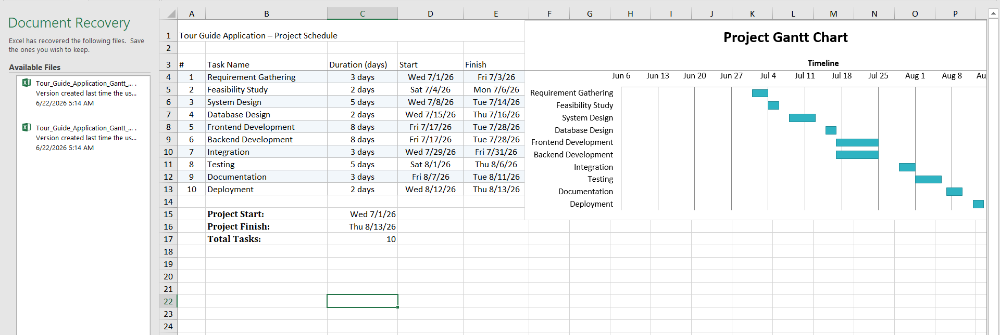 Document Recovery
Excel has recovered the following files. Save
the ones you wish to keep.
Available Files
Tour_Guide_Application_Gantt_... .
Version created last time the us...
6/22/2026 5:14 AM
Tour_Guide_Application_Gantt_... .
Version created last time the us...
6/22/2026 5:14 AM
A B C D E F G H I J K L M N O P
1 Tour Guide Application – Project Schedule
2
3 # Task Name Duration (days) Start Finish
4 1 Requirement Gathering 3 days Wed 7/1/26 Fri 7/3/26
5 2 Feasibility Study 2 days Sat 7/4/26 Mon 7/6/26
6 3 System Design 5 days Wed 7/8/26 Tue 7/14/26
7 4 Database Design 2 days Wed 7/15/26 Thu 7/16/26
8 5 Frontend Development 8 days Fri 7/17/26 Tue 7/28/26
9 6 Backend Development 8 days Fri 7/17/26 Tue 7/28/26
10 7 Integration 3 days Wed 7/29/26 Fri 7/31/26
11 8 Testing 5 days Sat 8/1/26 Thu 8/6/26
12 9 Documentation 3 days Fri 8/7/26 Tue 8/11/26
13 10 Deployment 2 days Wed 8/12/26 Thu 8/13/26
14
15 Project Start: Wed 7/1/26
16 Project Finish: Thu 8/13/26
17 Total Tasks: 10
18
19
20
21
22
23
24
Project Gantt Chart
Timeline
Jun 6 Jun 13 Jun 20 Jun 27 Jul 4 Jul 11 Jul 18 Jul 25 Aug 1 Aug 8 Au
Requirement Gathering
Feasibility Study
System Design
Database Design
Frontend Development
Backend Development
Integration
Testing
Documentation
Deployment